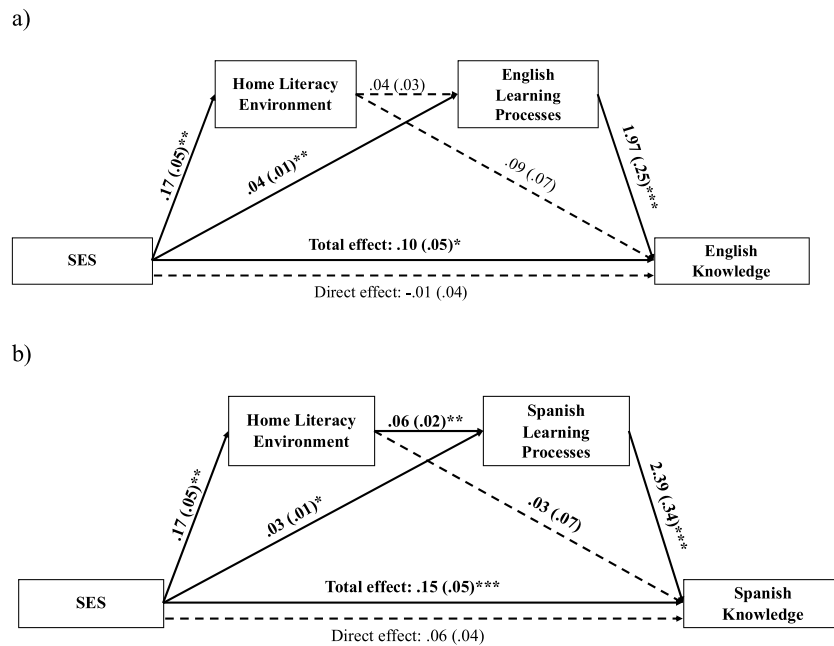 a)
Home Literacy
Environment
.04 (.03)
English
Learning
Processes
.17 (.05)**
.04 (.01)**
.09 (.07)
1.97 (.25)***
SES
Total effect: .10 (.05)*
Direct effect: -.01 (.04)
English
Knowledge
b)
Home Literacy
Environment
.06 (.02)**
Spanish
Learning
Processes
.17 (.05)**
.03 (.01)*
.03 (.07)
2.39 (.34)***
SES
Total effect: .15 (.05)***
Direct effect: .06 (.04)
Spanish
Knowledge